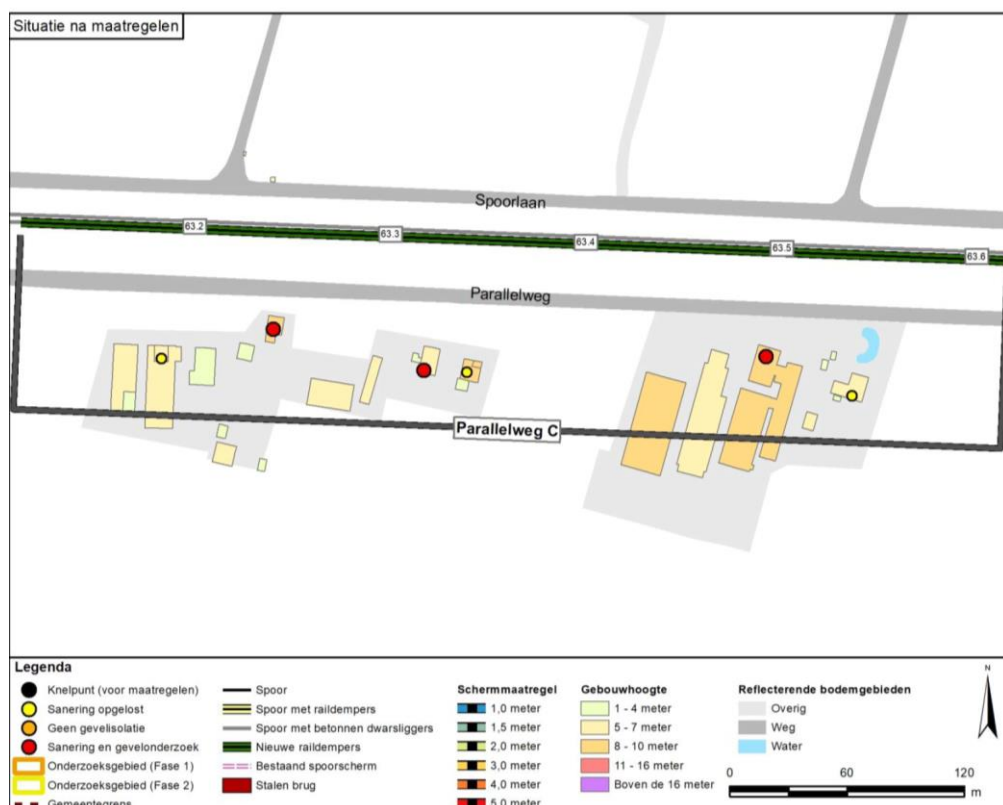 Situatie na maatregelen
Spoorlaan
63.2
63.3
63.4
63.5
63.6
Parallelweg
Parallelweg C
Legenda
Knelpunt (voor maatregelen)
Sanering opgelost
Geen gevelisolatie
Sanering en gevelonderzoek
Onderzoeksgebied (Fase 1)
Onderzoeksgebied (Fase 2)
Gemeentegrens
Spoor
Spoor met raildempers
Spoor met betonnen dwarsliggers
Nieuwe raildempers
Bestaand spoorscherm
Stalen brug
Schermmaatregel
1,0 meter
1,5 meter
2,0 meter
3,0 meter
4,0 meter
5,0 meter
Gebouwhoogte
1 - 4 meter
5 - 7 meter
8 - 10 meter
11 - 16 meter
Boven de 16 meter
Reflecterende bodemgebieden
Overig
Weg
Water
N
0 60 120
m